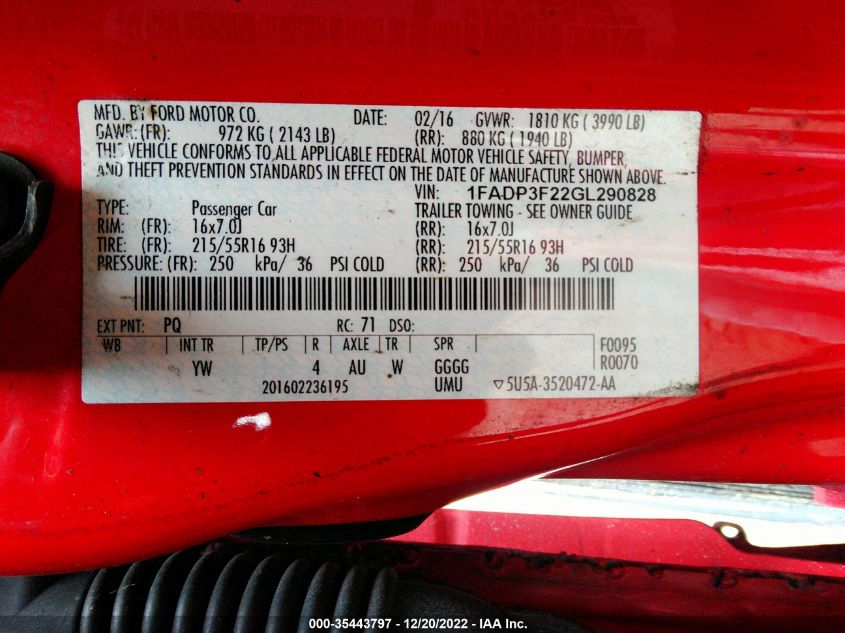 MFD. BY FORD MOTOR CO. DATE: 02/16 GVWR: 1810 KG ( 3990 LB)
GAWR: (FR): 972 KG ( 2143 LB) (RR): 880 KG ( 1940 LB)
THIS VEHICLE CONFORMS TO ALL APPLICABLE FEDERAL MOTOR VEHICLE SAFETY, BUMPER,
AND THEFT PREVENTION STANDARDS IN EFFECT ON THE DATE OF MANUFACTURE SHOWN ABOVE.
VIN: 1FADP3F22GL290828
TYPE: Passenger Car TRAILER TOWING - SEE OWNER GUIDE
RIM: (FR): 16x7.0J (RR): 16x7.0J
TIRE: (FR): 215/55R16 93H (RR): 215/55R16 93H
PRESSURE: (FR): 250 kPa/ 36 PSI COLD (RR): 250 kPa/ 36 PSI COLD
EXT PNT: PQ RC: 71 DSO:
WB INT TR TP/PS R AXLE TR SPR F0095
YW 4 AU W GGGG R0070
201602236195 UMU ▽5U5A-3520472-AA
000-35443797 - 12/20/2022 - IAA Inc.